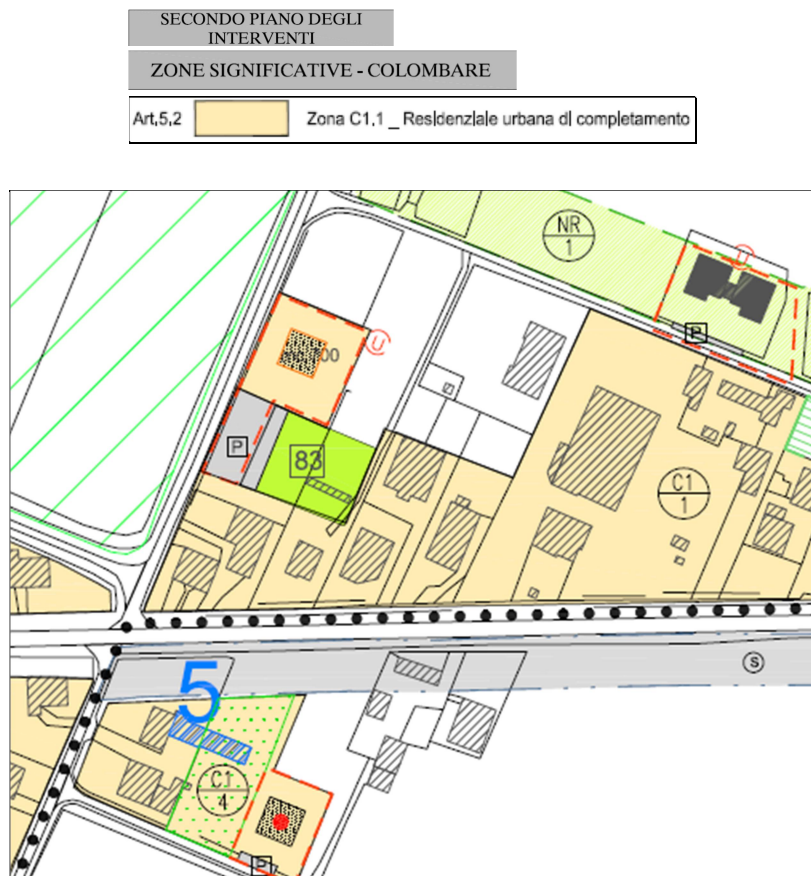 SECONDO PIANO DEGLI
INTERVENTI
ZONE SIGNIFICATIVE - COLOMBARE
Art,5,2 Zona C1,1 _ Residenziale urbana di completamento
NR
1
U
P
U
P
83
C1
1
S
5
C1
4
P